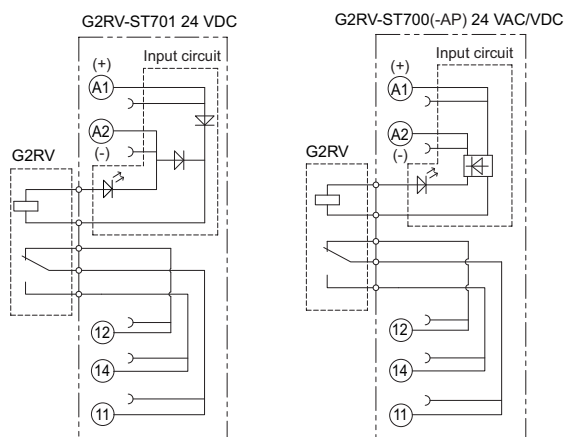 G2RV-ST701 24 VDC
Input circuit
(+)
A1
A2
(-)
G2RV
12
14
11
G2RV-ST700(-AP) 24 VAC/VDC
Input circuit
(+)
A1
A2
(-)
G2RV
12
14
11